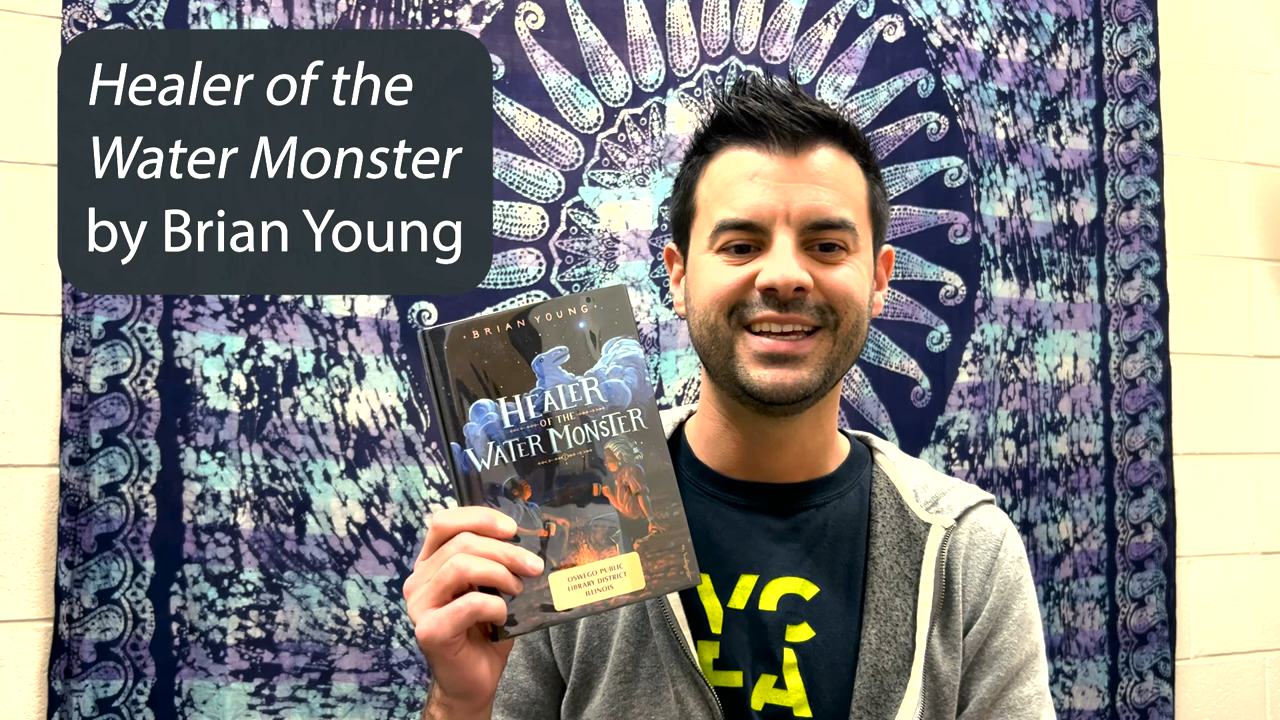 Healer of the
Water Monster
by Brian Young
BRIAN YOUNG
HEALER
OF THE
WATER MONSTER
OSWEGO PUBLIC
LIBRARY DISTRICT
ILLINOIS
VC